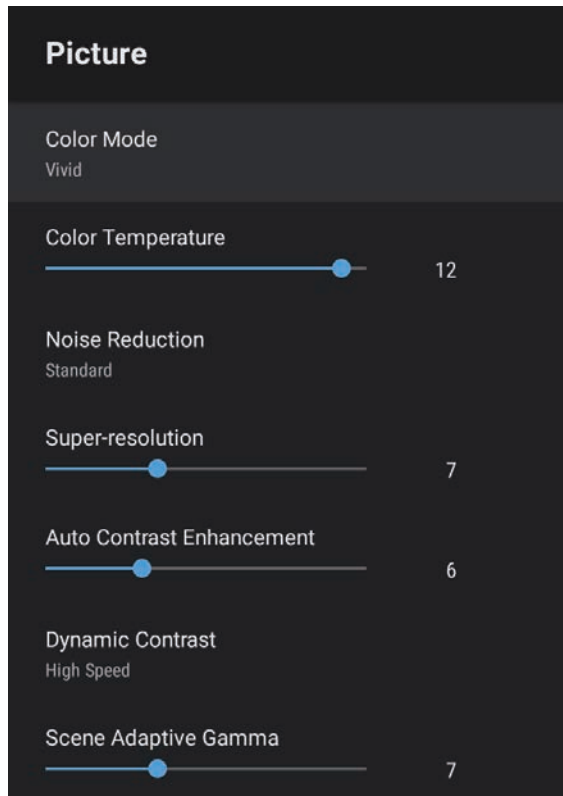 Picture
Color Mode
Vivid
Color Temperature
12
Noise Reduction
Standard
Super-resolution
7
Auto Contrast Enhancement
6
Dynamic Contrast
High Speed
Scene Adaptive Gamma
7